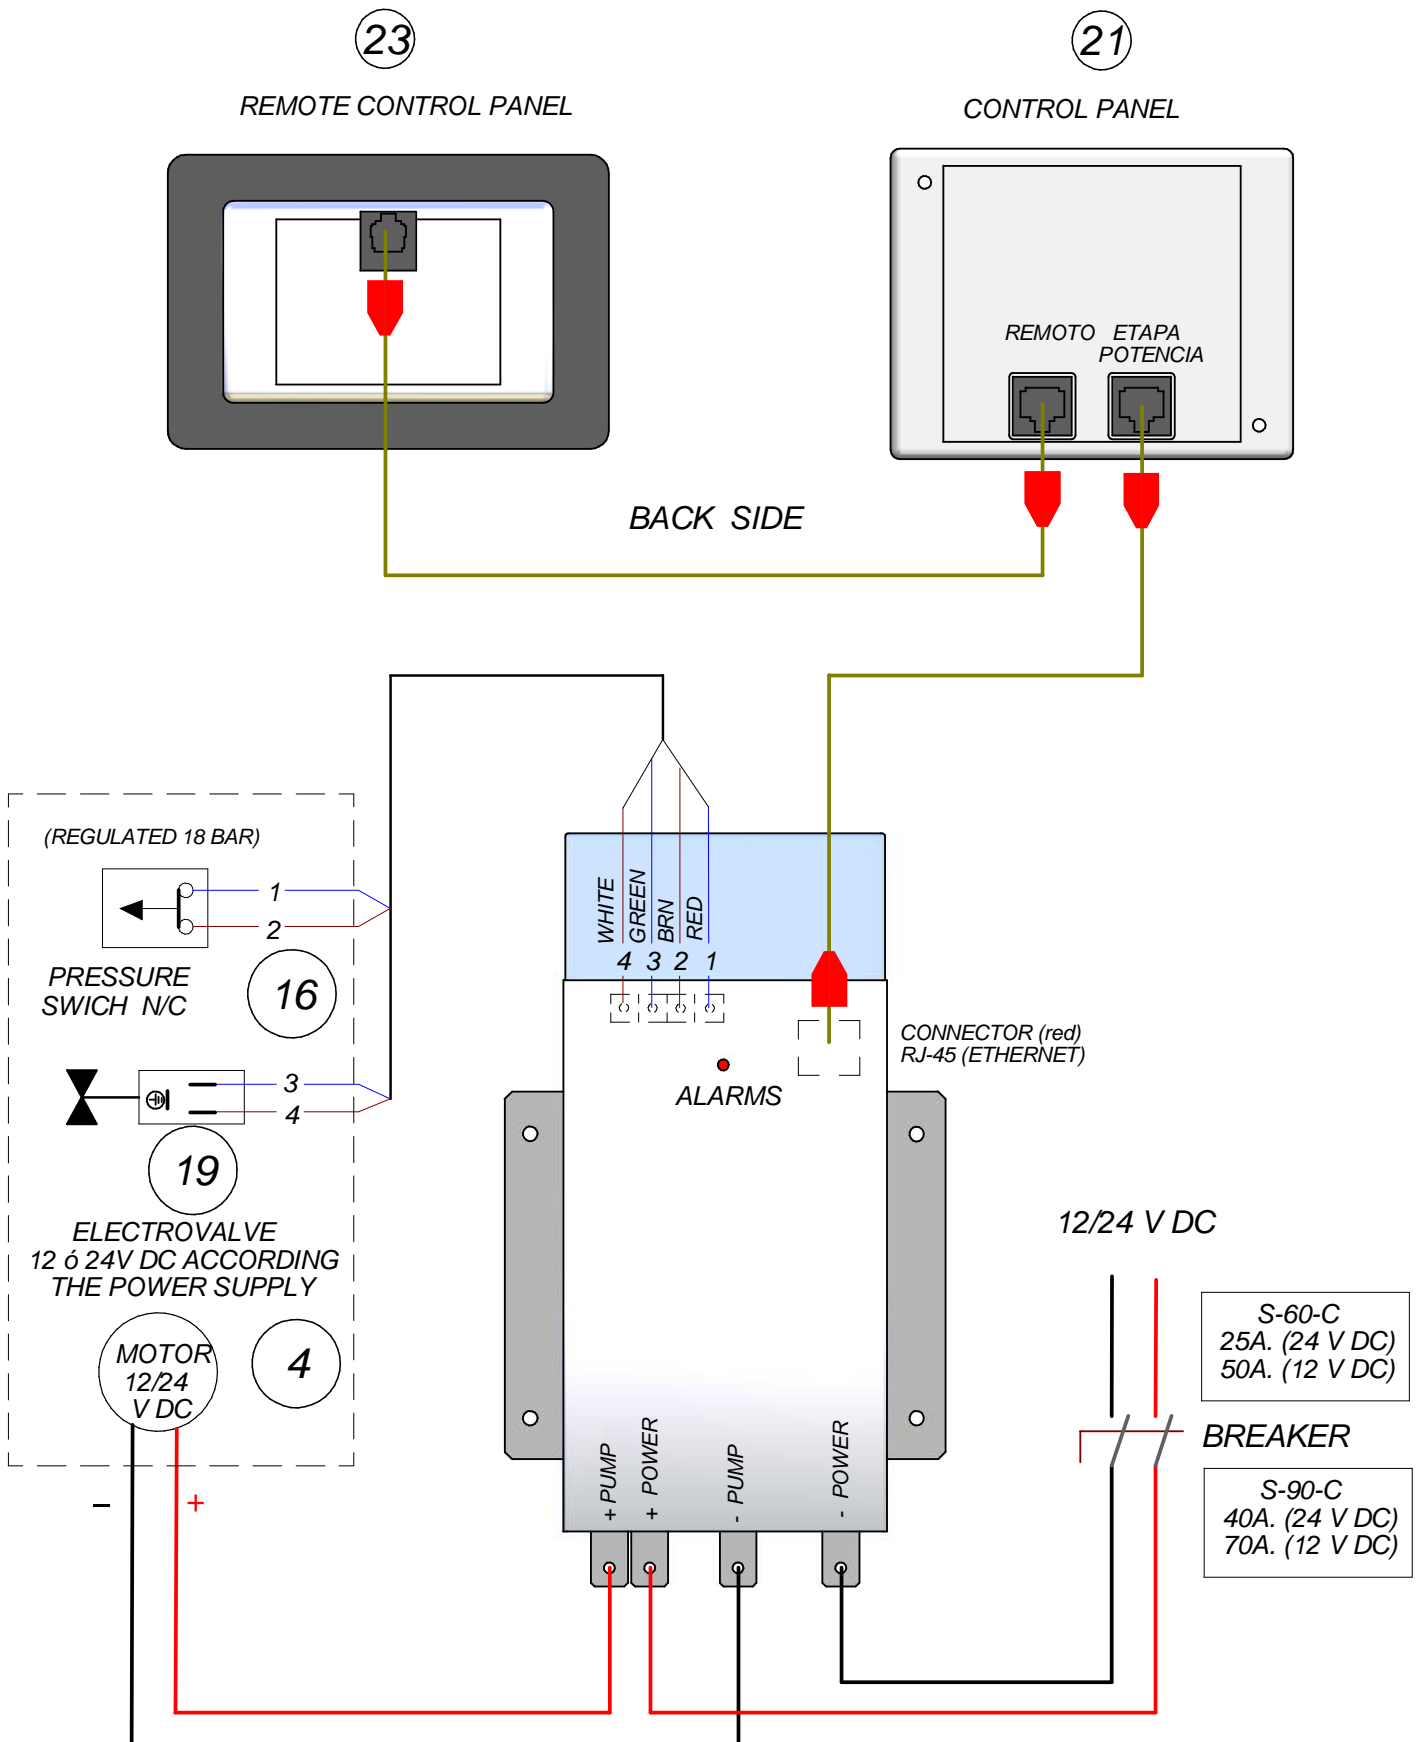 23
REMOTE CONTROL PANEL
21
CONTROL PANEL
REMOTO
ETAPA
POTENCIA
BACK SIDE
(REGULATED 18 BAR)
1
2
PRESSURE
SWICH N/C
16
3
4
19
ELECTROVALVE
12 ó 24V DC ACCORDING
THE POWER SUPPLY
MOTOR
12/24
V DC
4
–
+
WHITE
GREEN
BRN
RED
4 3 2 1
CONNECTOR (red)
RJ-45 (ETHERNET)
ALARMS
+ PUMP
+ POWER
- PUMP
- POWER
12/24 V DC
S-60-C
25A. (24 V DC)
50A. (12 V DC)
BREAKER
S-90-C
40A. (24 V DC)
70A. (12 V DC)